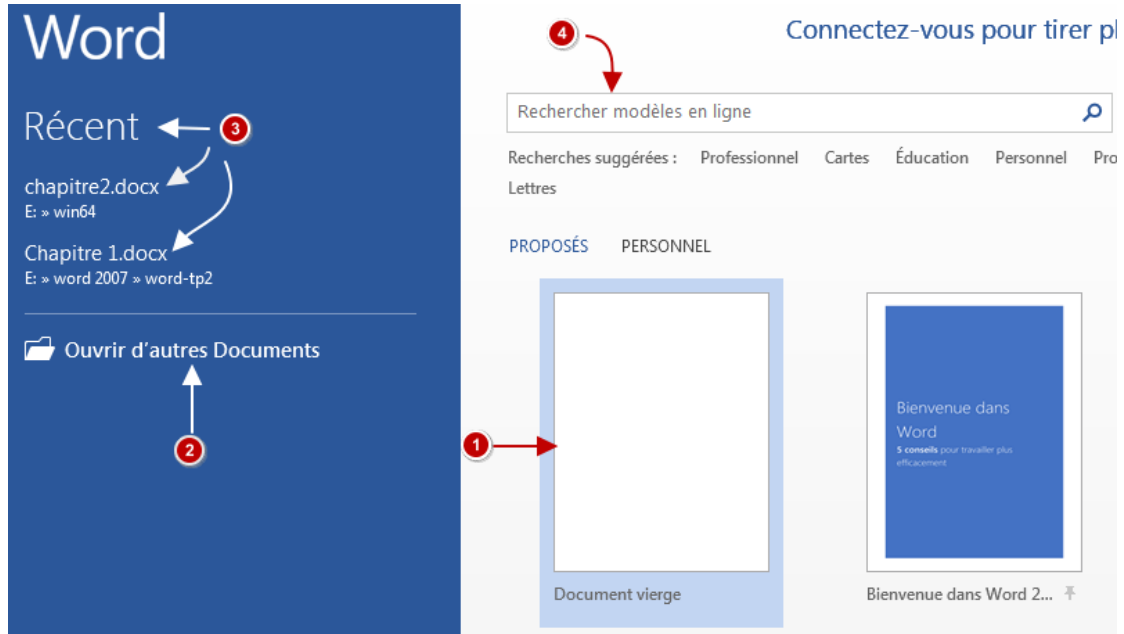 Word
Récent
3
chapitre2.docx
E: » win64
Chapitre 1.docx
E: » word 2007 » word-tp2
Ouvrir d'autres Documents
2
4
Connectez-vous pour tirer pl
Rechercher modèles en ligne
Recherches suggérées : Professionnel Cartes Éducation Personnel Pro
Lettres
PROPOSÉS PERSONNEL
1
Document vierge
Bienvenue dans
Word
5 conseils pour travailler plus
efficacement
Bienvenue dans Word 2...